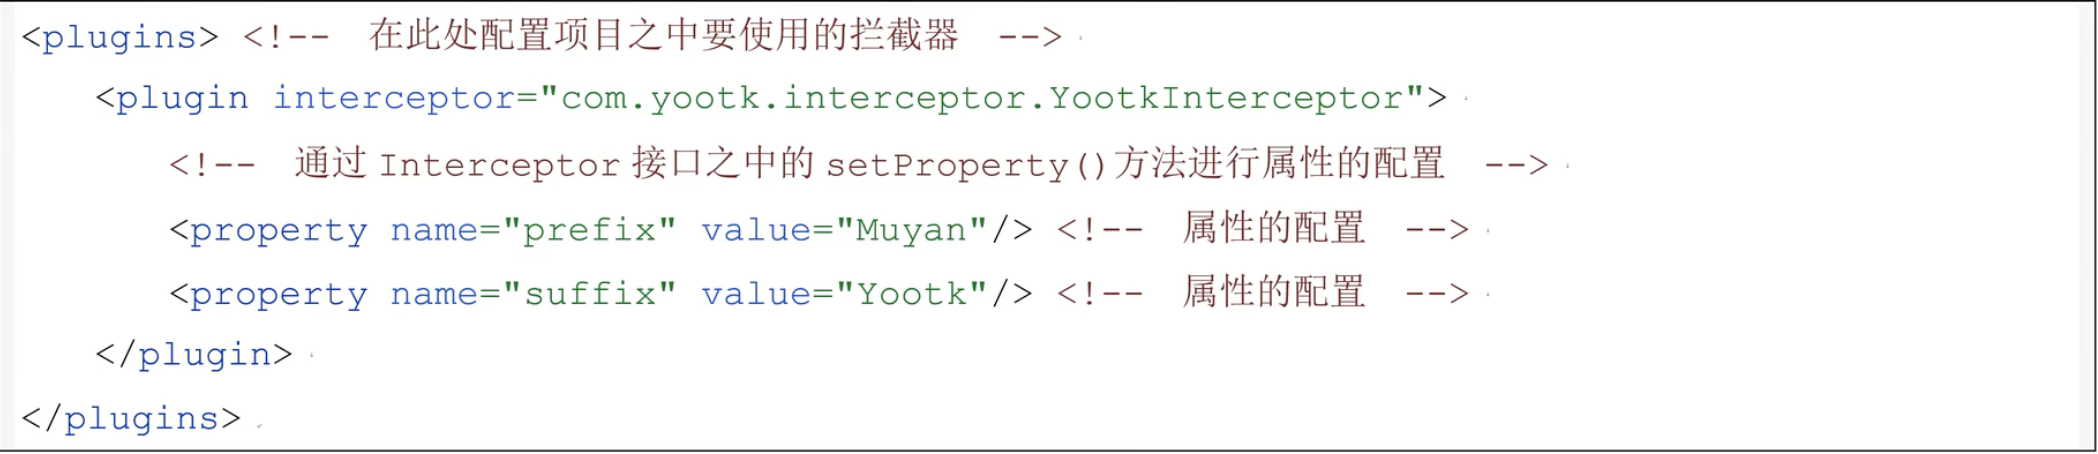 <plugins> <!--  在此处配置项目之中要使用的拦截器  -->
<plugin interceptor="com.yootk.interceptor.YootkInterceptor">
<!--  通过 Interceptor 接口之中的 setProperty()方法进行属性的配置  -->
<property name="prefix" value="Muyan"/> <!--  属性的配置  -->
<property name="suffix" value="Yootk"/> <!--  属性的配置  -->
</plugin>
</plugins>